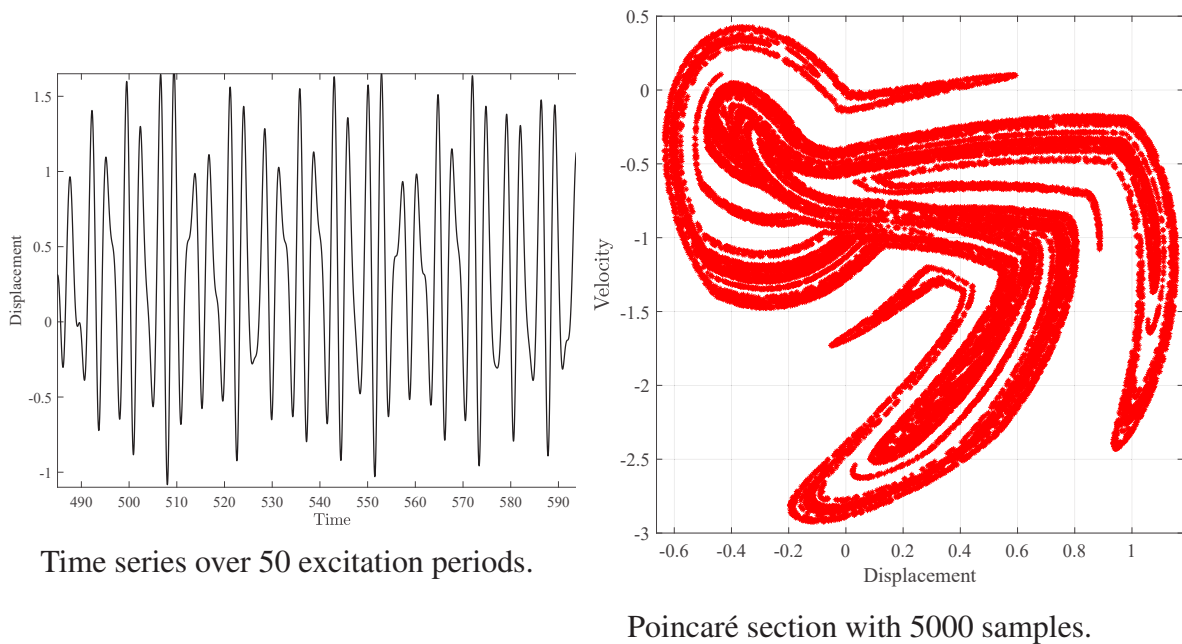 Displacement
1.5
1
0.5
0
-0.5
-1
490 500 510 520 530 540 550 560 570 580 590
Time
Time series over 50 excitation periods.
Velocity
0.5
0
-0.5
-1
-1.5
-2
-2.5
-3
-0.6 -0.4 -0.2 0 0.2 0.4 0.6 0.8 1
Displacement
Poincaré section with 5000 samples.